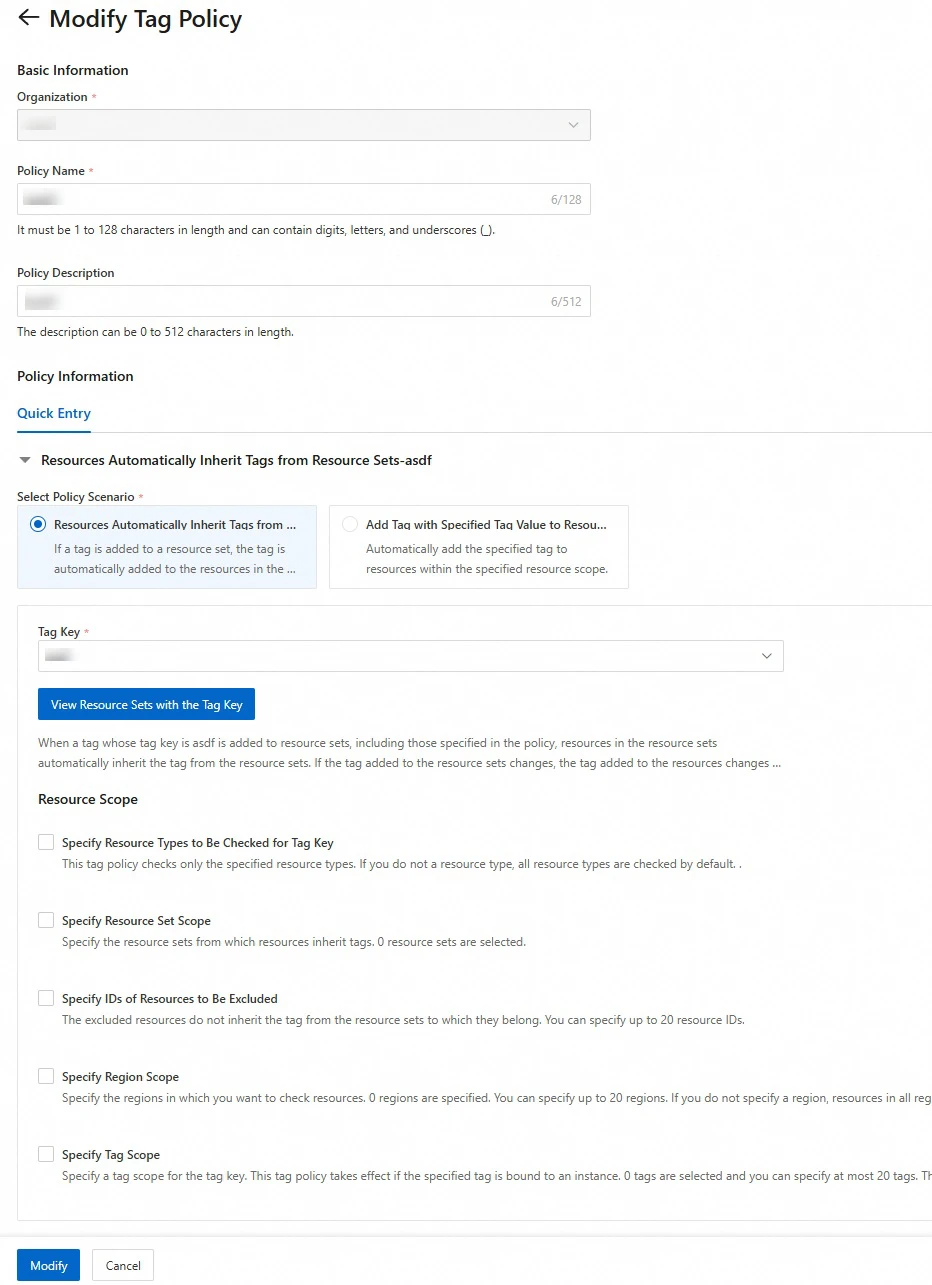 Modify Tag Policy
Basic Information
Organization *
Policy Name *
6/128
It must be 1 to 128 characters in length and can contain digits, letters, and underscores (_).
Policy Description
6/512
The description can be 0 to 512 characters in length.
Policy Information
Quick Entry
Resources Automatically Inherit Tags from Resource Sets-asdf
Select Policy Scenario *
Resources Automatically Inherit Tags from ...
If a tag is added to a resource set, the tag is
automatically added to the resources in the ...
Add Tag with Specified Tag Value to Resou...
Automatically add the specified tag to
resources within the specified resource scope.
Tag Key *
View Resource Sets with the Tag Key
When a tag whose tag key is asdf is added to resource sets, including those specified in the policy, resources in the resource sets
automatically inherit the tag from the resource sets. If the tag added to the resource sets changes, the tag added to the resources changes ...
Resource Scope
Specify Resource Types to Be Checked for Tag Key
This tag policy checks only the specified resource types. If you do not a resource type, all resource types are checked by default. .
Specify Resource Set Scope
Specify the resource sets from which resources inherit tags. 0 resource sets are selected.
Specify IDs of Resources to Be Excluded
The excluded resources do not inherit the tag from the resource sets to which they belong. You can specify up to 20 resource IDs.
Specify Region Scope
Specify the regions in which you want to check resources. 0 regions are specified. You can specify up to 20 regions. If you do not specify a region, resources in all reg
Specify Tag Scope
Specify a tag scope for the tag key. This tag policy takes effect if the specified tag is bound to an instance. 0 tags are selected and you can specify at most 20 tags. Th
Modify
Cancel